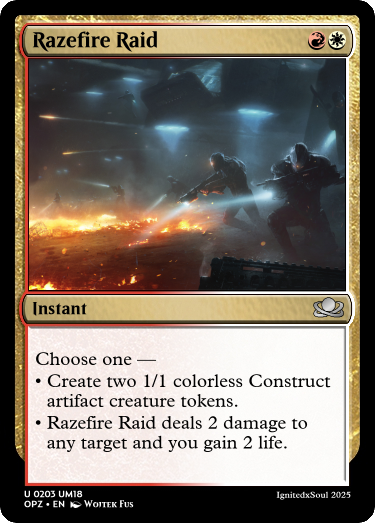 Razefire Raid
Instant
Choose one —
• Create two 1/1 colorless Construct
artifact creature tokens.
• Razefire Raid deals 2 damage to
any target and you gain 2 life.
U 0203 UM18
OPZ • EN Wojtek Fus
IgnitedxSoul 2025